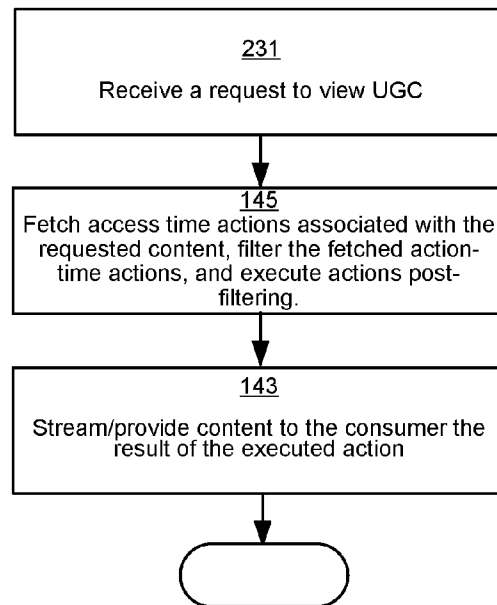 231
Receive a request to view UGC
145
Fetch access time actions associated with the
requested content, filter the fetched action-
time actions, and execute actions post-
filtering.
143
Stream/provide content to the consumer the
result of the executed action